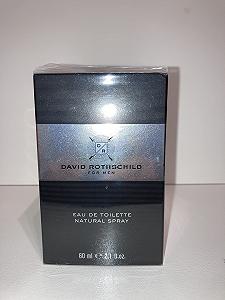 D R
DAVID ROTHSCHILD
FOR MEN
EAU DE TOILETTE
NATURAL SPRAY
60 ml 2.1 fl.oz.